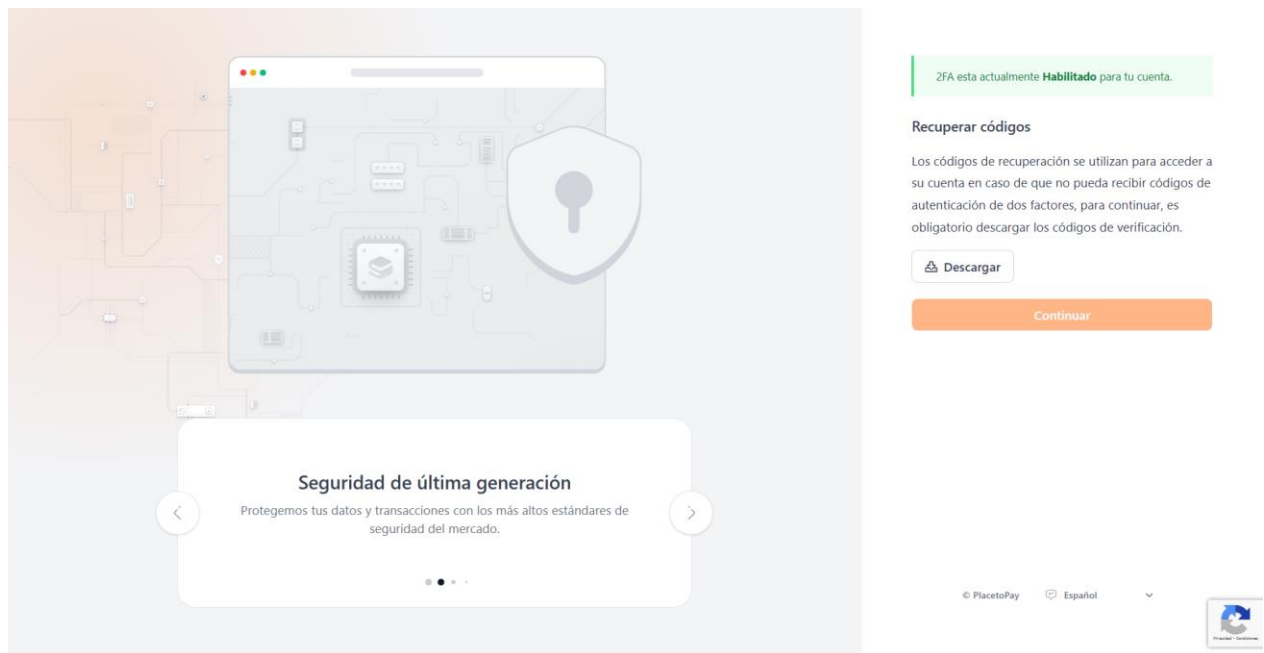 2FA esta actualmente Habilitado para tu cuenta.
Recuperar códigos
Los códigos de recuperación se utilizan para acceder a
su cuenta en caso de que no pueda recibir códigos de
autenticación de dos factores, para continuar, es
obligatorio descargar los códigos de verificación.
Descargar
Continuar
Seguridad de última generación
Protegemos tus datos y transacciones con los más altos estándares de
seguridad del mercado.
© PlacetoPay Español
Privacidad - Condiciones